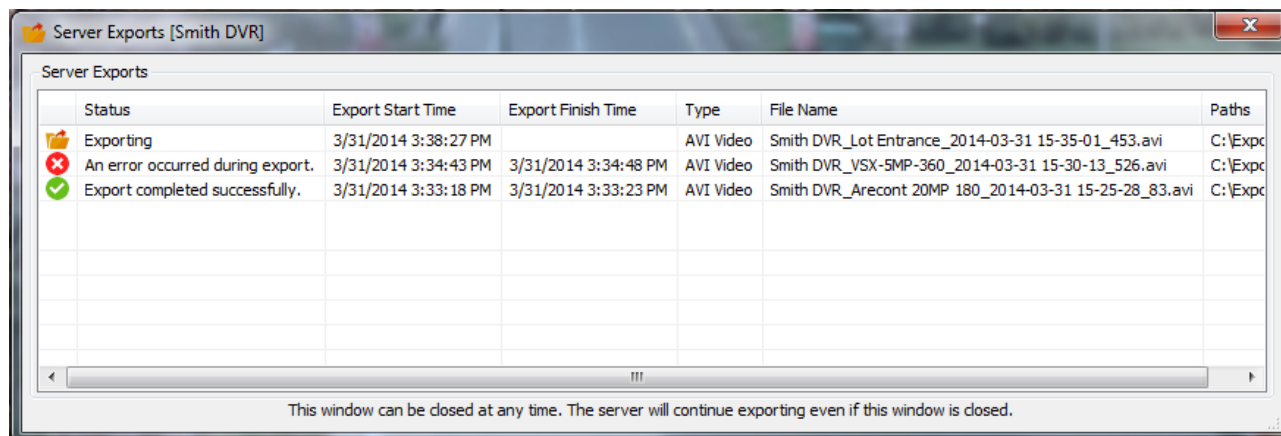 Server Exports [Smith DVR]
Server Exports
Status Export Start Time Export Finish Time Type File Name Paths
Exporting 3/31/2014 3:38:27 PM AVI Video Smith DVR_Lot Entrance_2014-03-31 15-35-01_453.avi C:\Expo
An error occurred during export. 3/31/2014 3:34:43 PM 3/31/2014 3:34:48 PM AVI Video Smith DVR_VSX-5MP-360_2014-03-31 15-30-13_526.avi C:\Expo
Export completed successfully. 3/31/2014 3:33:18 PM 3/31/2014 3:33:23 PM AVI Video Smith DVR_Arecont 20MP 180_2014-03-31 15-25-28_83.avi C:\Expo
This window can be closed at any time. The server will continue exporting even if this window is closed.